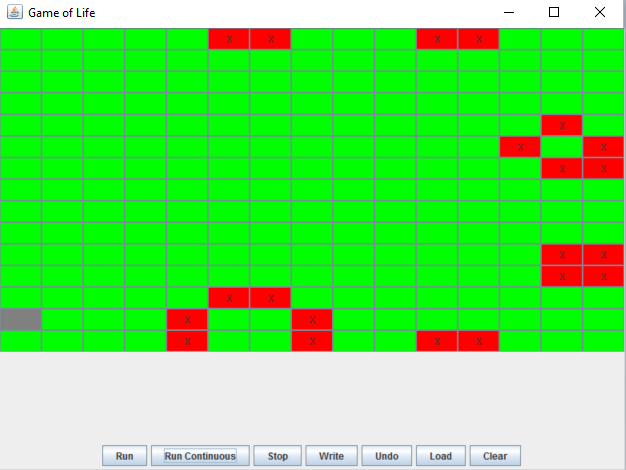 Game of Life
X X X X
X
X X
X X
X X
X X
X X
X X
X X X X
Run Run Continuous Stop Write Undo Load Clear